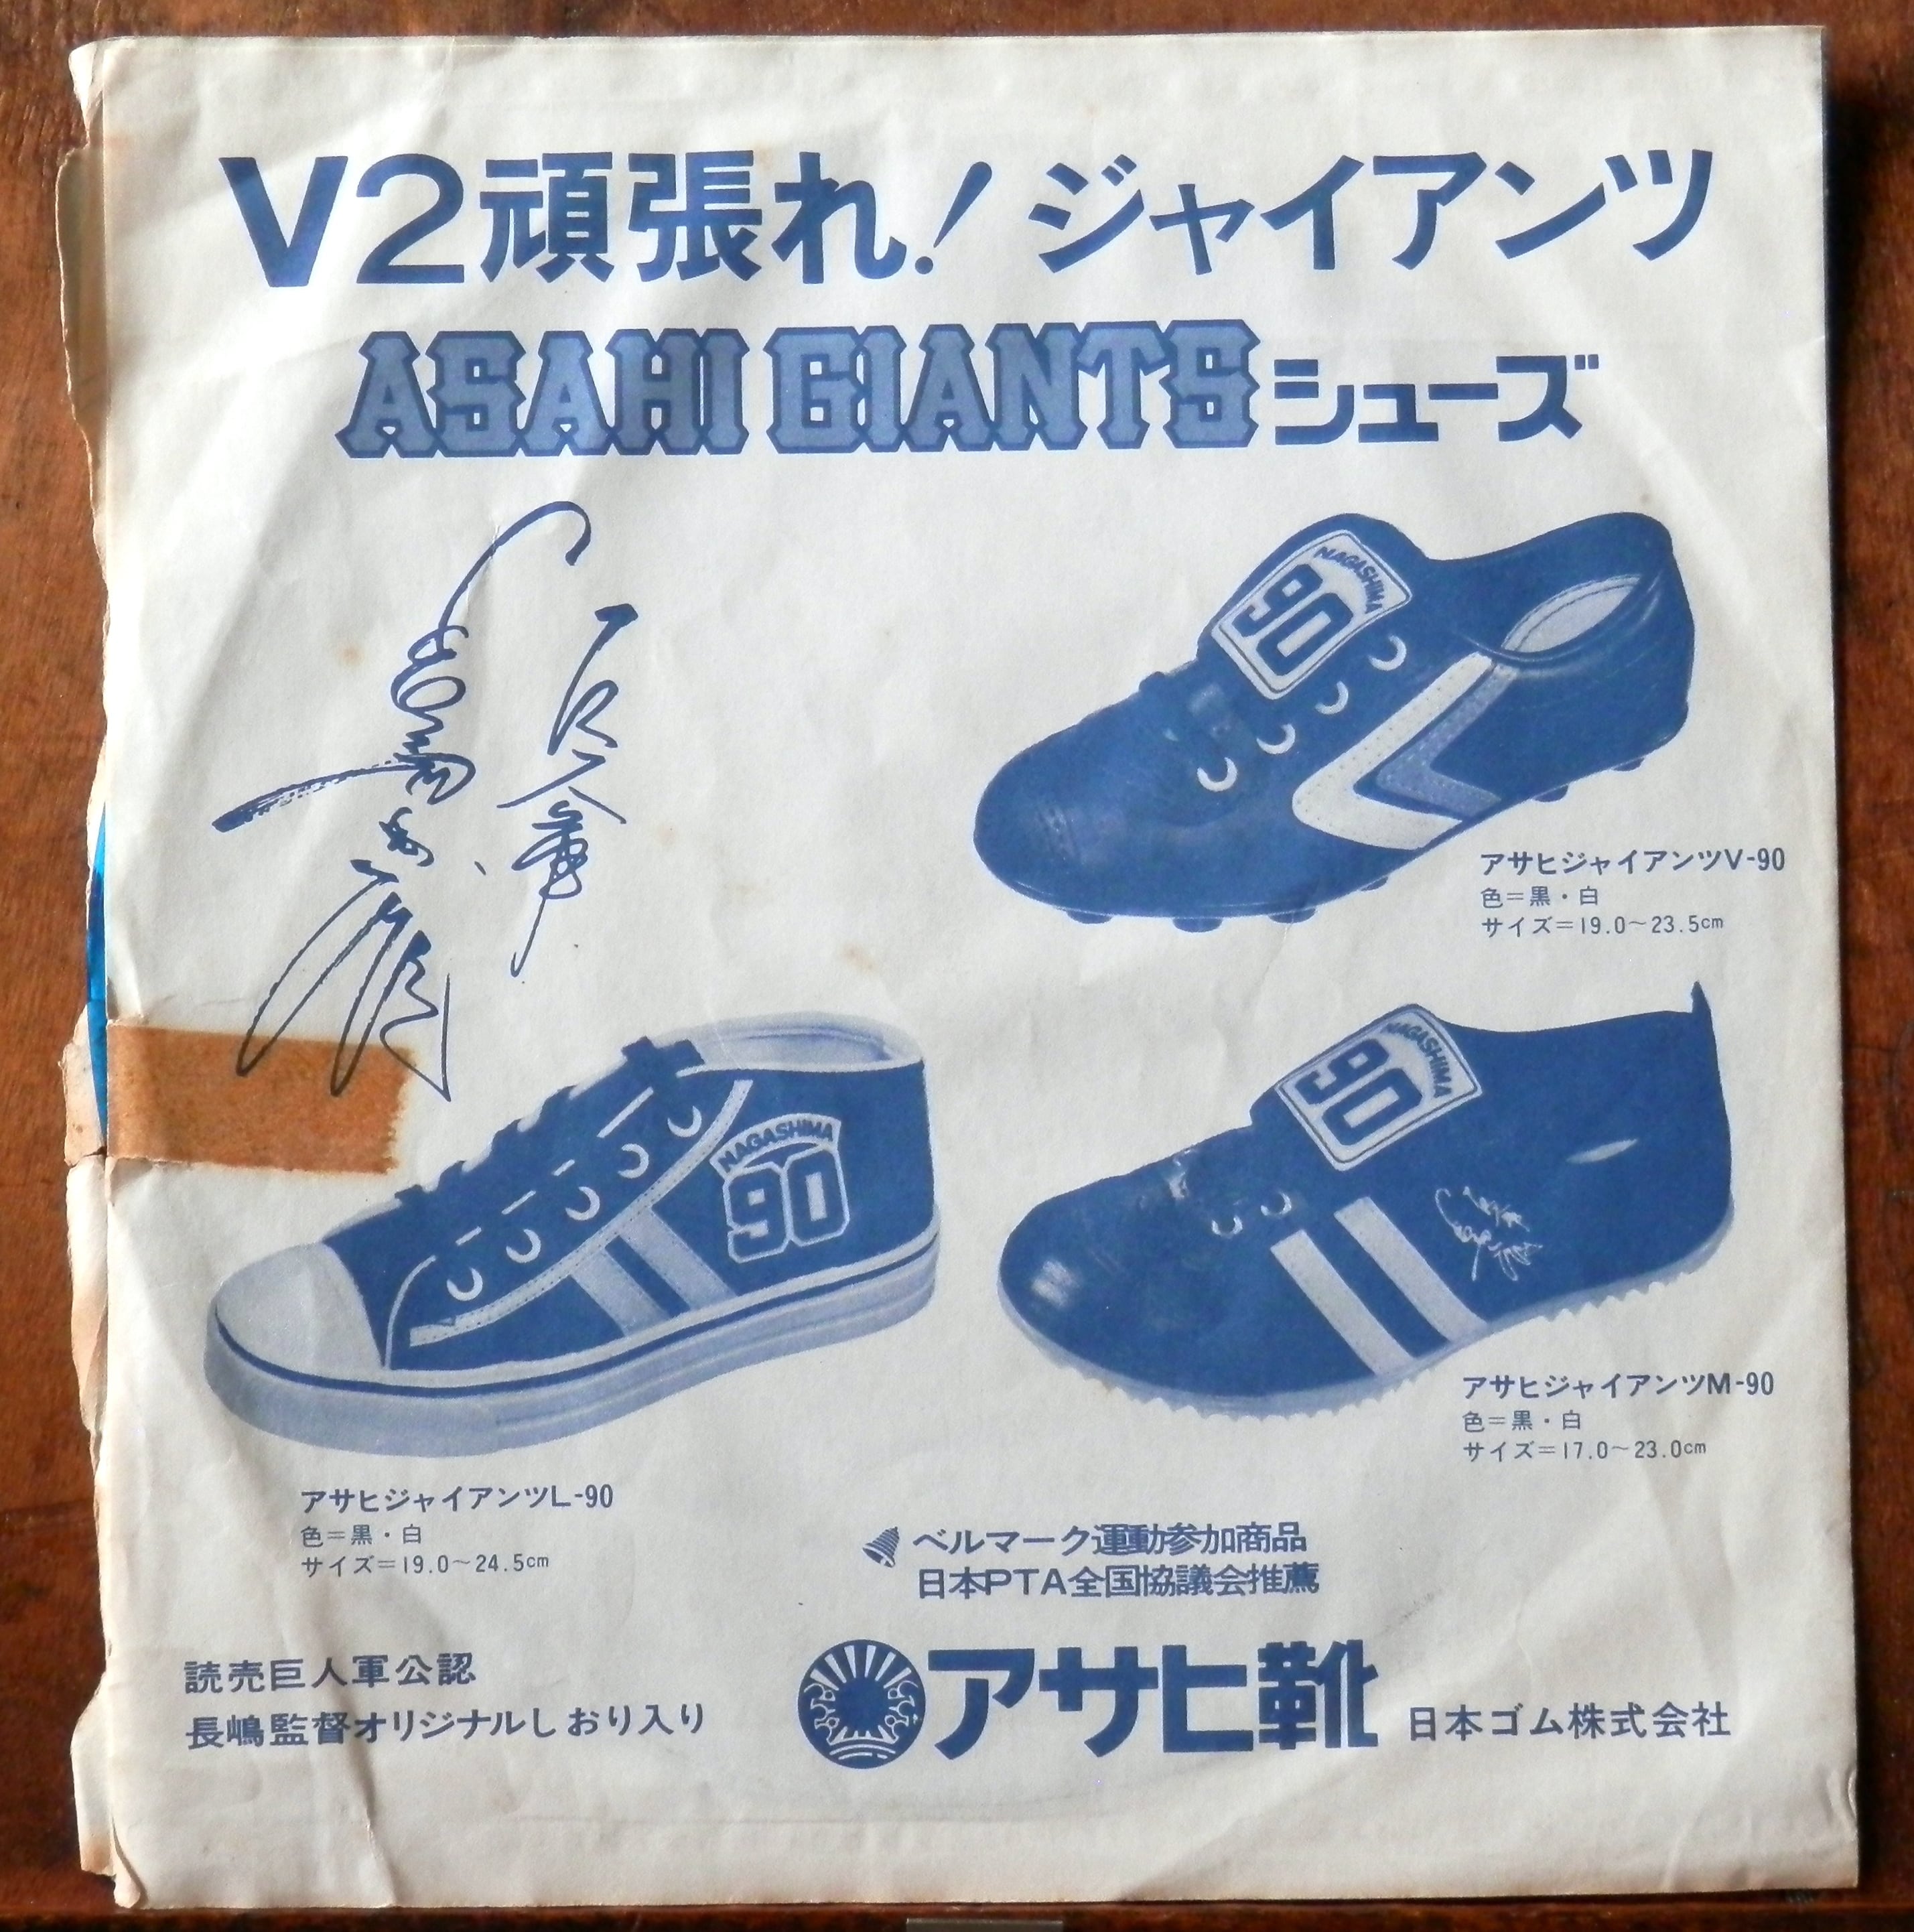 V2頑張れ！ジャイアンツ
ASAHI GIANTSシューズ
巨人軍
長嶋茂雄
NAGASHIMA
90
アサヒジャイアンツV-90
色＝黒・白
サイズ＝19.0～23.5cm
NAGASHIMA
90
アサヒジャイアンツM-90
色＝黒・白
サイズ＝17.0～23.0cm
NAGASHIMA
90
アサヒジャイアンツL-90
色＝黒・白
サイズ＝19.0～24.5cm
ベルマーク運動参加商品
日本PTA全国協議会推薦
読売巨人軍公認
長嶋監督オリジナルしおり入り
アサヒ靴 日本ゴム株式会社